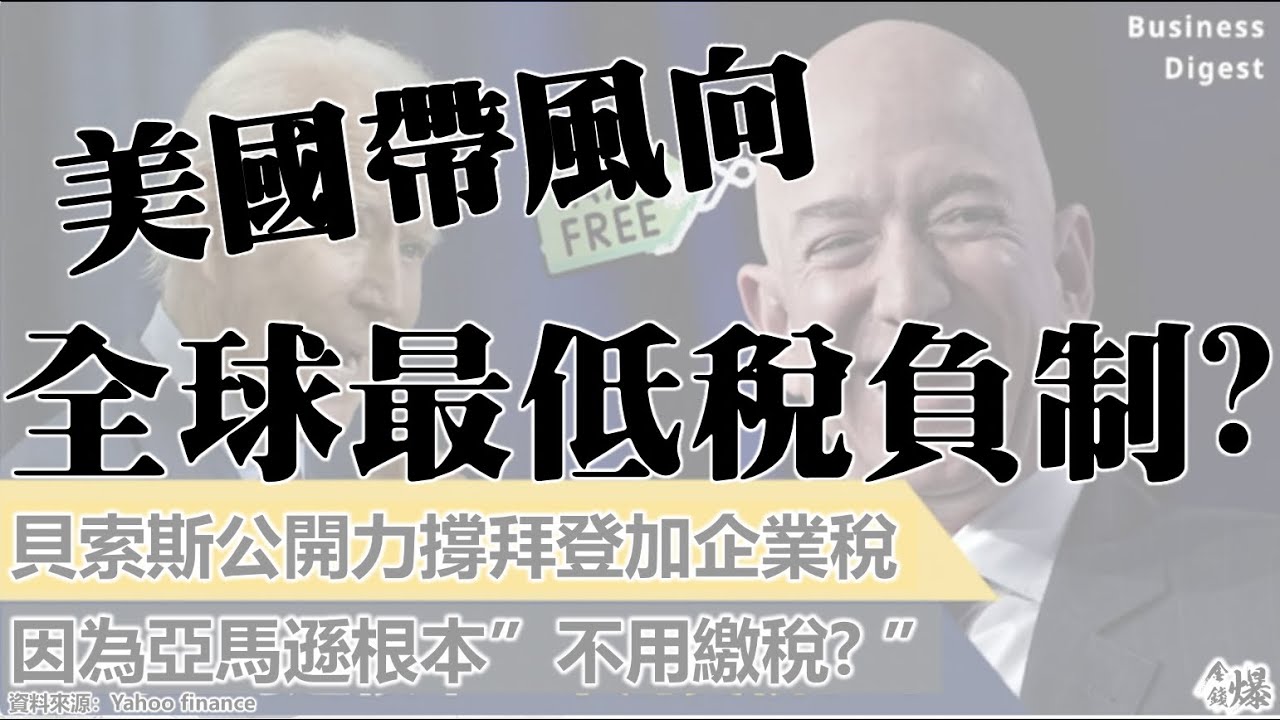 Business
Digest
美國帶風向
FREE
全球最低稅負制?
貝索斯公開力撐拜登加企業稅
因為亞馬遜根本”不用繳稅?”
資料來源：Yahoo finance
金錢爆